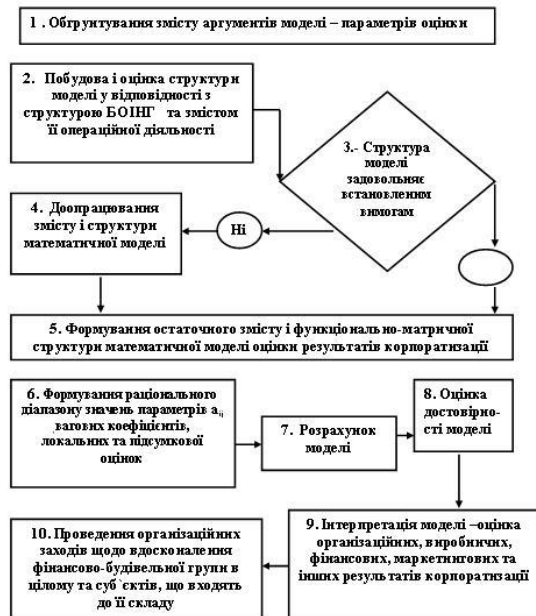 1 . Обґрунтування змісту аргументів моделі – параметрів оцінки
2. Побудова і оцінка структури
моделі у відповідності з
структурою БОІНГ та змістом
її операційної діяльності
3.- Структура
моделі
задовольняє
встановленим
вимогам
4. Доопрацювання
змісту і структури
математичної моделі
Ні
5. Формування остаточного змісту і функціонально-матричної
структури математичної моделі оцінки результатів корпоратизації
6. Формування раціонального
діапазону значень параметрів a ij
вагових коефіцієнтів,
локальних та підсумкової
оцінок
7. Розрахунок
моделі
8. Оцінка
достовірно-
сті моделі
9. Інтерпретація моделі –оцінка
організаційних, виробничих,
фінансових, маркетингових та
інших результатів корпоратизації
10. Проведення організаційних
заходів щодо вдосконалення
фінансово-будівельної групи в
цілому та суб`єктів, що входять
до її складу